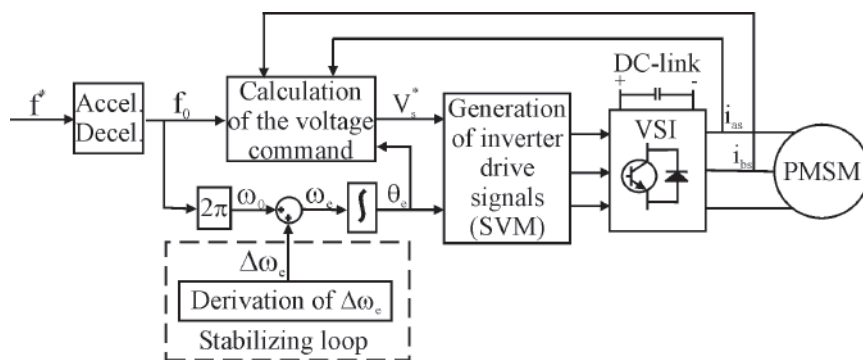 DC-link
+ -
f*
Accel.
Decel.
f₀
Calculation
of the voltage
command
Vₛ*
Generation
of inverter
drive
signals
(SVM)
VSI
iₐₛ
i_bs
PMSM
2π
ω₀
ωₑ
∫
θₑ
Δωₑ
Derivation of Δωₑ
Stabilizing loop